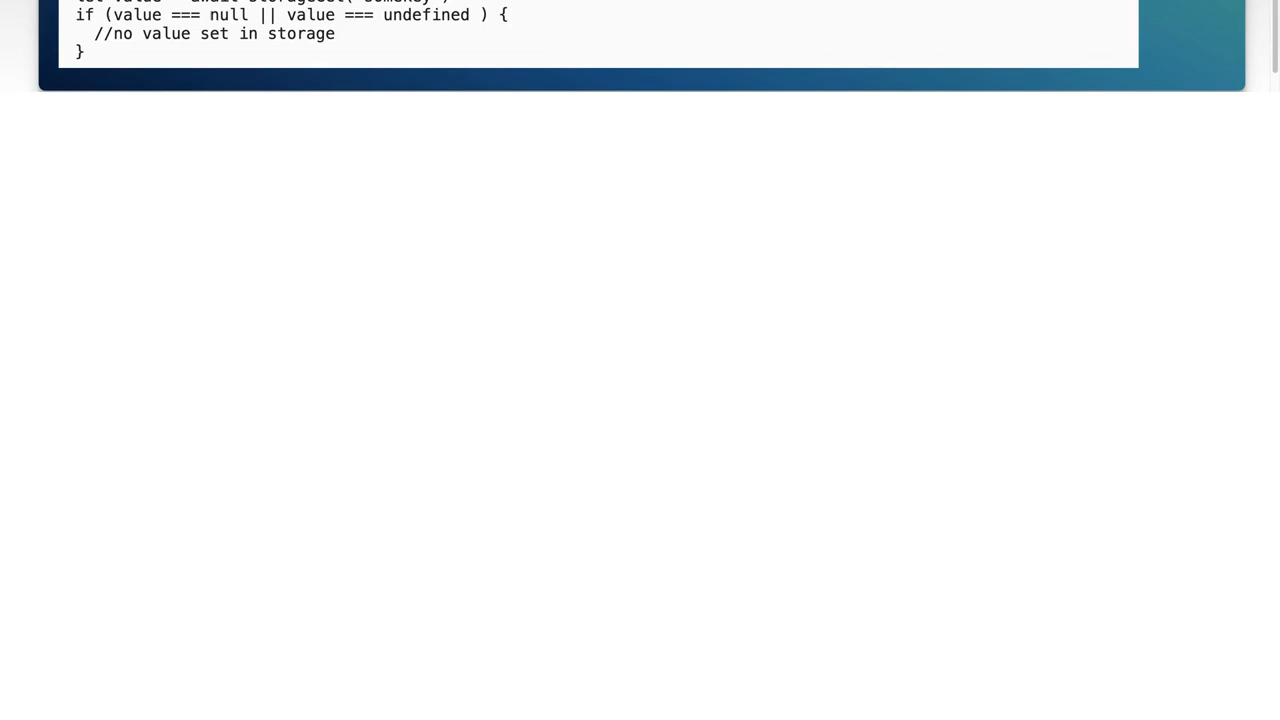 if (value === null || value === undefined ) {
//no value set in storage
}